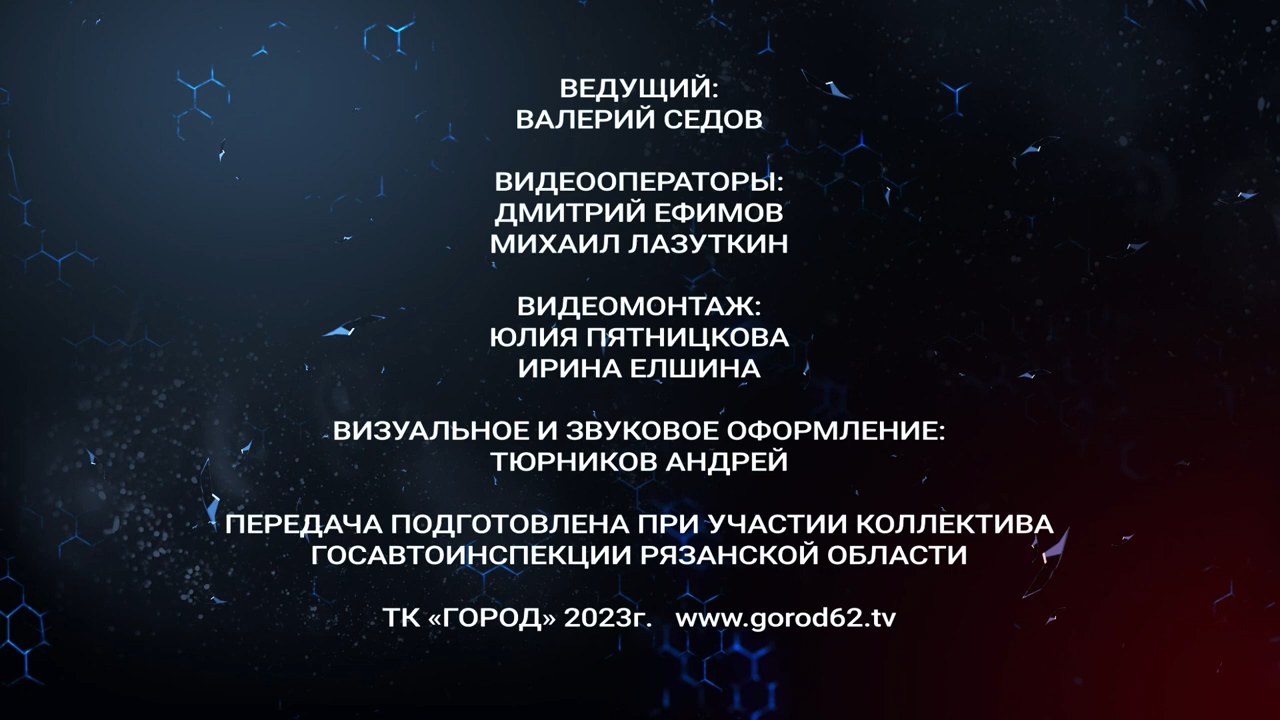 ВЕДУЩИЙ:
ВАЛЕРИЙ СЕДОВ
ВИДЕООПЕРАТОРЫ:
ДМИТРИЙ ЕФИМОВ
МИХАИЛ ЛАЗУТКИН
ВИДЕОМОНТАЖ:
ЮЛИЯ ПЯТНИЦКОВА
ИРИНА ЕЛШИНА
ВИЗУАЛЬНОЕ И ЗВУКОВОЕ ОФОРМЛЕНИЕ:
ТЮРНИКОВ АНДРЕЙ
ПЕРЕДАЧА ПОДГОТОВЛЕНА ПРИ УЧАСТИИ КОЛЛЕКТИВА
ГОСАВТОИНСПЕКЦИИ РЯЗАНСКОЙ ОБЛАСТИ
ТК «ГОРОД» 2023г. www.gorod62.tv